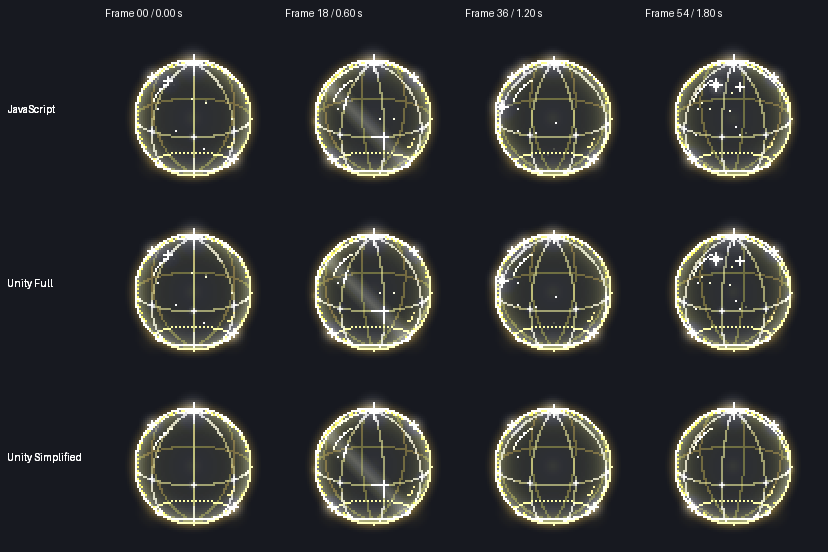 Frame 00 / 0.00 s
Frame 18 / 0.60 s
Frame 36 / 1.20 s
Frame 54 / 1.80 s
JavaScript
Unity Full
Unity Simplified